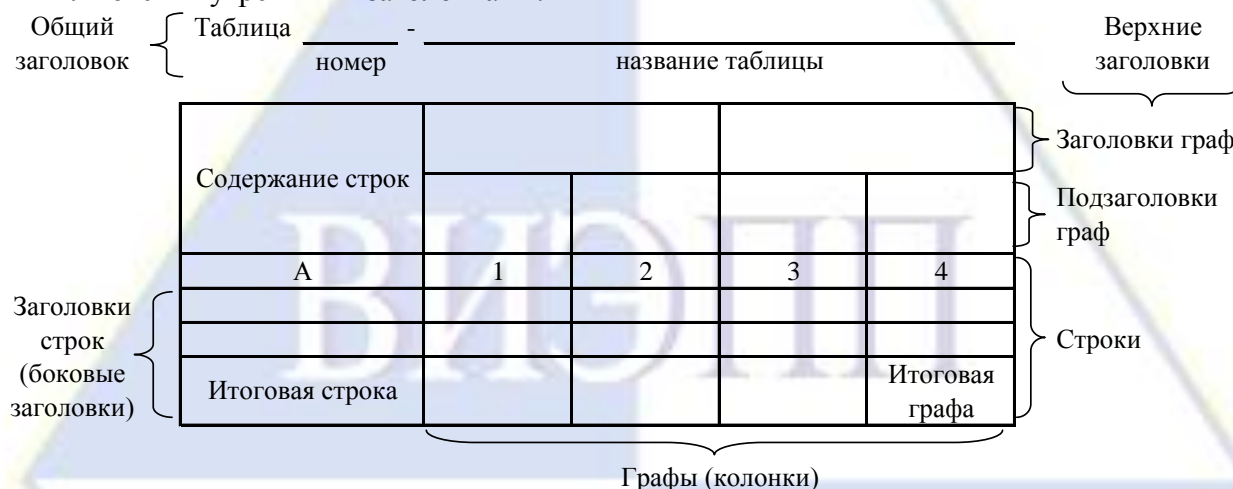 Общий
заголовок
Таблица -
номер
название таблицы
Верхние
заголовки
Заголовки граф
Содержание строк
Подзаголовки
граф
А 1 2 3 4
Заголовки
строк
(боковые
заголовки)
Строки
Итоговая строка
Итоговая
графа
Графы (колонки)
ВИЭПП